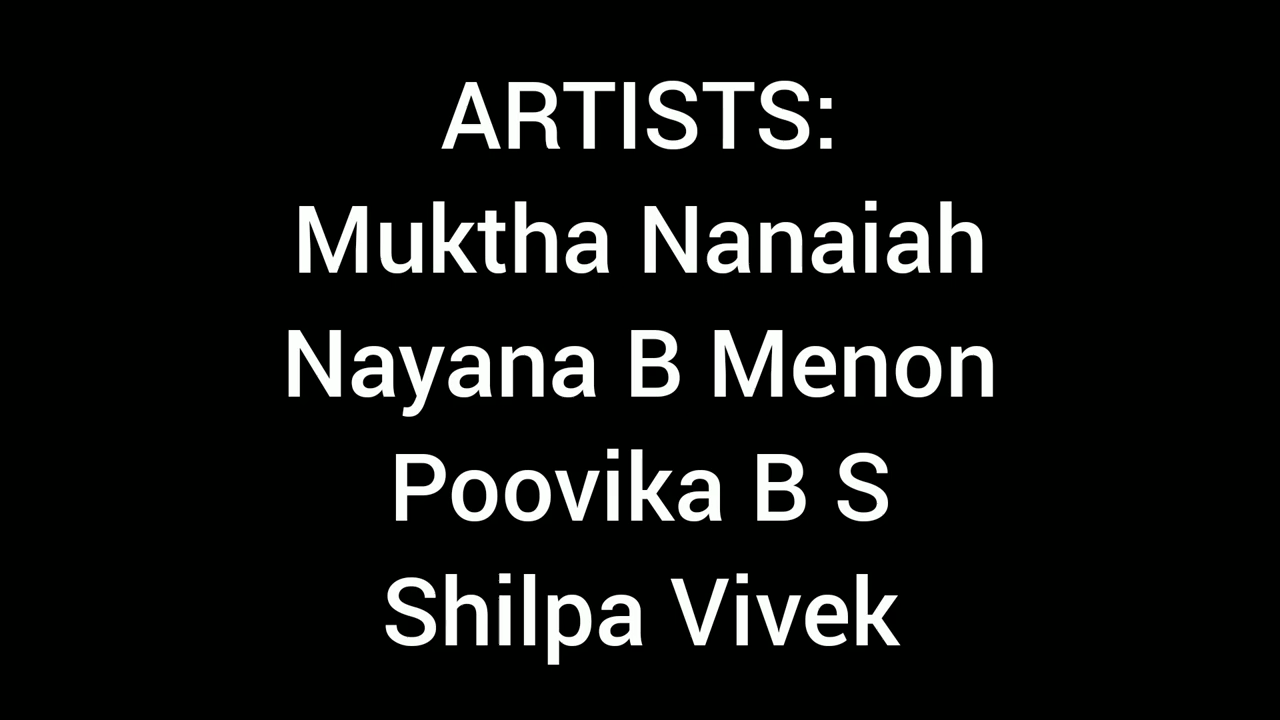 ARTISTS:
Muktha Nanaiah
Nayana B Menon
Poovika B S
Shilpa Vivek